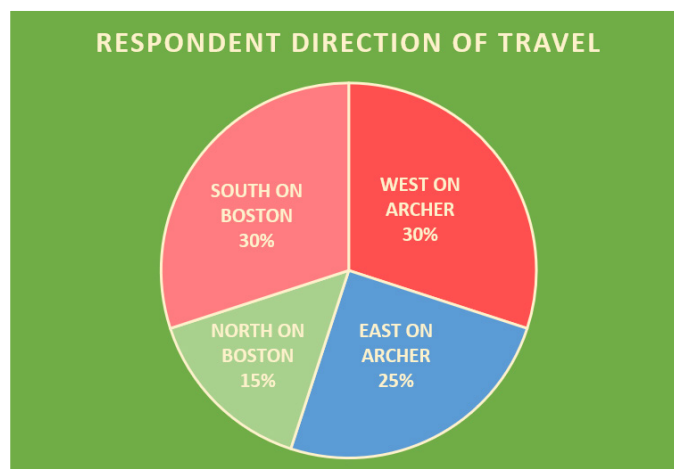 RESPONDENT DIRECTION OF TRAVEL
SOUTH ON
BOSTON
30%
WEST ON
ARCHER
30%
NORTH ON
BOSTON
15%
EAST ON
ARCHER
25%